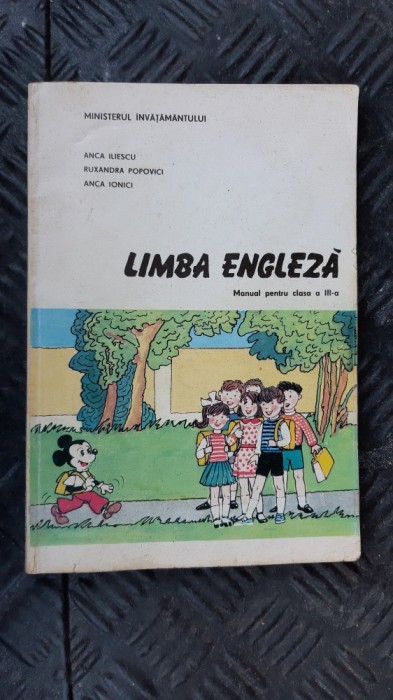 MINISTERUL ÎNVĂȚĂMÂNTULUI
ANCA ILIESCU
RUXANDRA POPOVICI
ANCA IONICI
LIMBA ENGLEZĂ
Manual pentru clasa a III-a